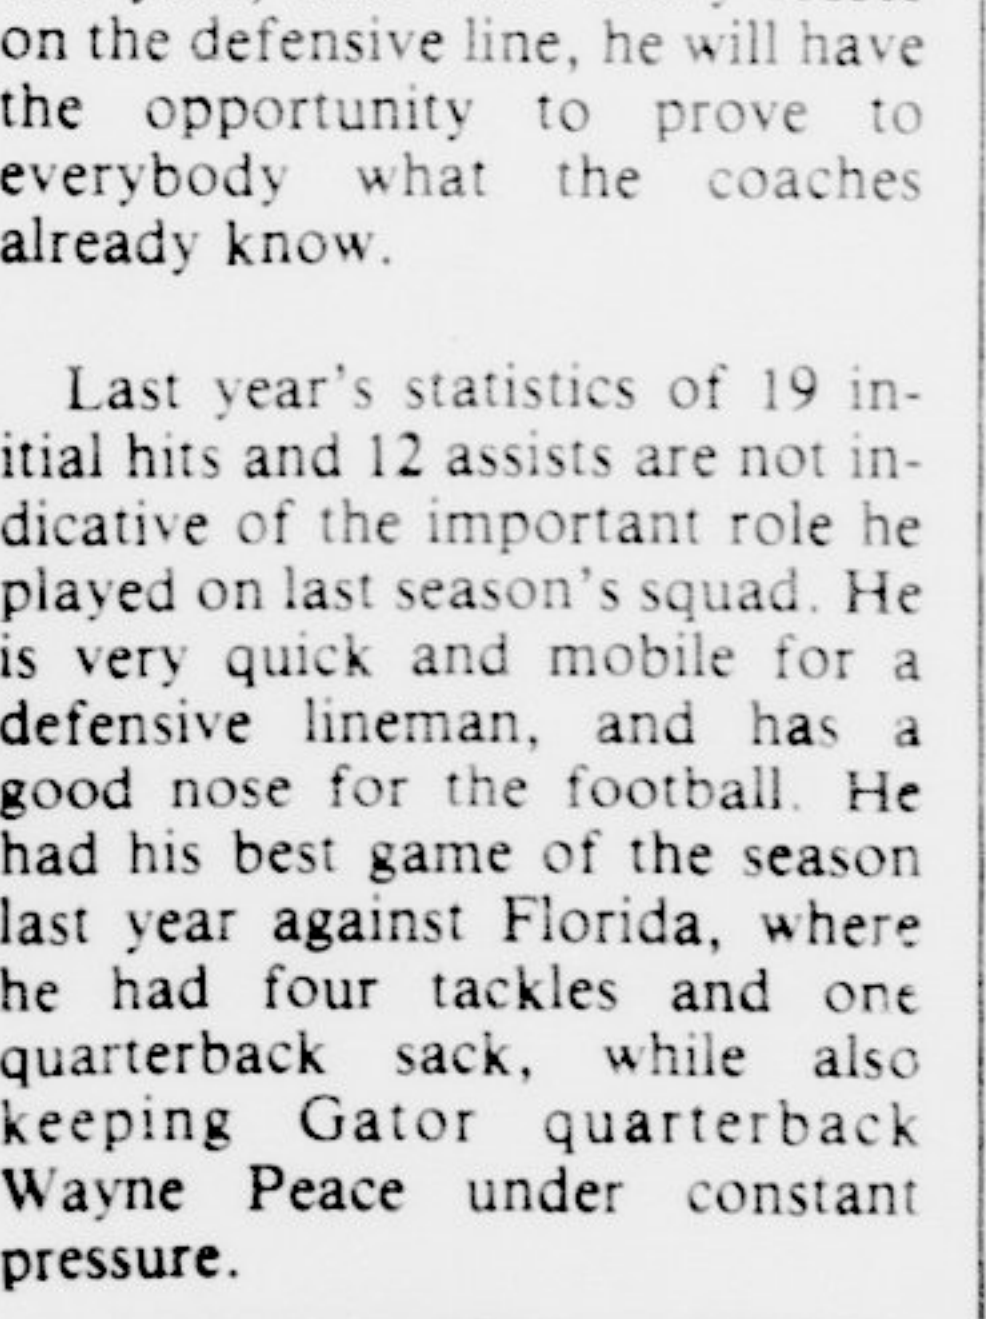 on the defensive line, he will have
the opportunity to prove to
everybody what the coaches
already know.
Last year's statistics of 19 in-
itial hits and 12 assists are not in-
dicative of the important role he
played on last season's squad. He
is very quick and mobile for a
defensive lineman, and has a
good nose for the football. He
had his best game of the season
last year against Florida, where
he had four tackles and one
quarterback sack, while also
keeping Gator quarterback
Wayne Peace under constant
pressure.